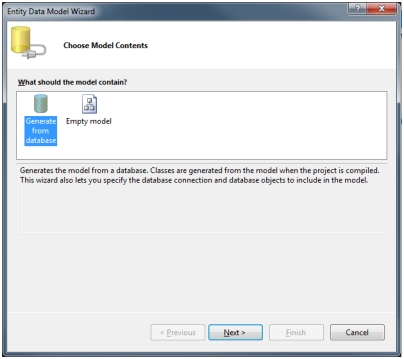 Entity Data Model Wizard
Choose Model Contents
What should the model contain?
Generate
from
database
Empty model
Generates the model from a database. Classes are generated from the model when the project is compiled.
This wizard also lets you specify the database connection and database objects to include in the model.
< Previous
Next >
Finish
Cancel